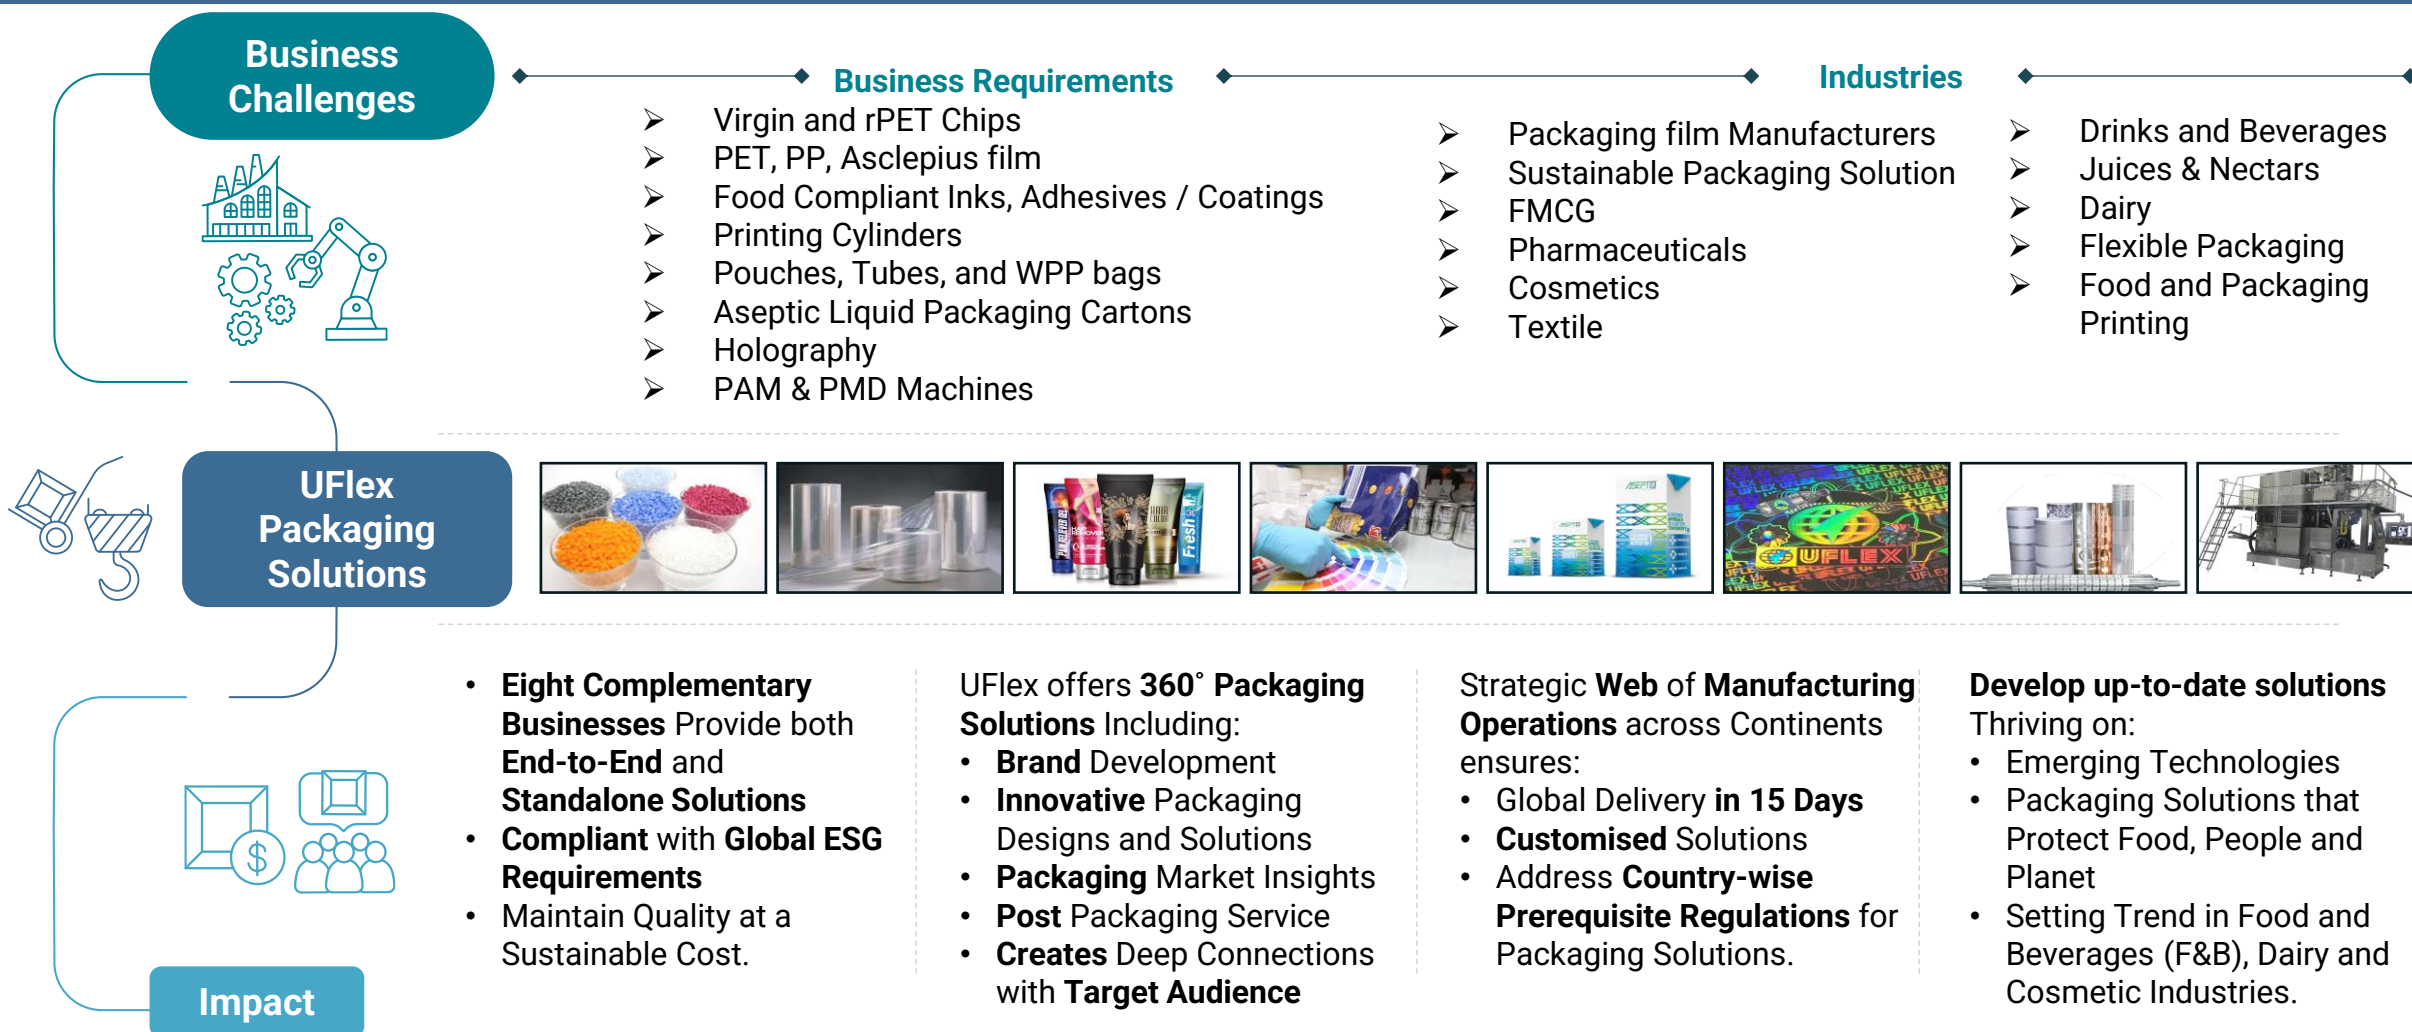 Business
Challenges
Business Requirements
Industries
Virgin and rPET Chips
PET, PP, Asclepius film
Food Compliant Inks, Adhesives / Coatings
Printing Cylinders
Pouches, Tubes, and WPP bags
Aseptic Liquid Packaging Cartons
Holography
PAM & PMD Machines
Packaging film Manufacturers
Sustainable Packaging Solution
FMCG
Pharmaceuticals
Cosmetics
Textile
Drinks and Beverages
Juices & Nectars
Dairy
Flexible Packaging
Food and Packaging
Printing
UFlex
Packaging
Solutions
HAIR
COLOR
Fresh
ASEPTO
UFLEX
• Eight Complementary
Businesses Provide both
End-to-End and
Standalone Solutions
• Compliant with Global ESG
Requirements
• Maintain Quality at a
Sustainable Cost.
UFlex offers 360˚ Packaging
Solutions Including:
• Brand Development
• Innovative Packaging
Designs and Solutions
• Packaging Market Insights
• Post Packaging Service
• Creates Deep Connections
with Target Audience
Strategic Web of Manufacturing
Operations across Continents
ensures:
• Global Delivery in 15 Days
• Customised Solutions
• Address Country-wise
Prerequisite Regulations for
Packaging Solutions.
Develop up-to-date solutions
Thriving on:
• Emerging Technologies
• Packaging Solutions that
Protect Food, People and
Planet
• Setting Trend in Food and
Beverages (F&B), Dairy and
Cosmetic Industries.
$
Impact